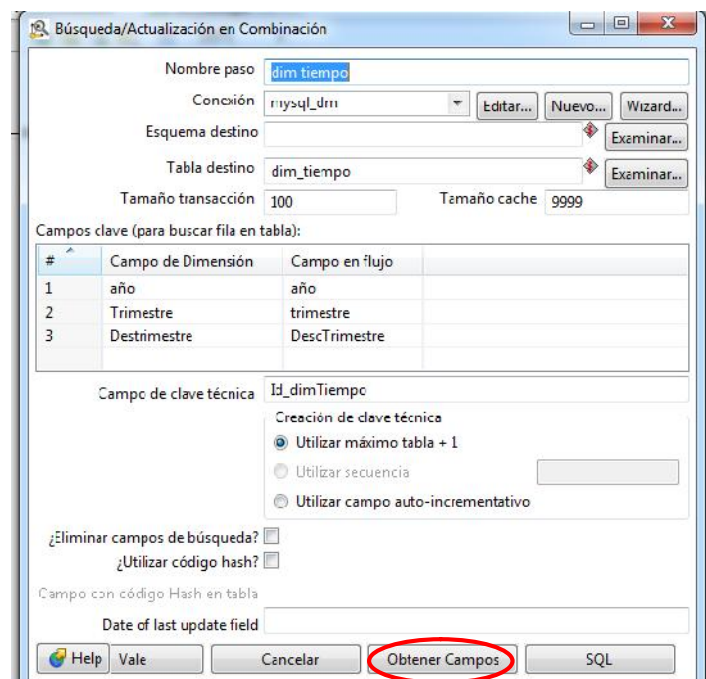 Búsqueda/Actualización en Combinación
Nombre paso dim tiempo
Conexión mysql_dm Editar... Nuevo... Wizard...
Esquema destino Examinar...
Tabla destino dim_tiempo Examinar...
Tamaño transacción 100 Tamaño cache 9999
Campos clave (para buscar fila en tabla):
# Campo de Dimensión Campo en flujo
1 año año
2 Trimestre trimestre
3 Destrimestre DescTrimestre
Campo de clave técnica Id_dimTiempo
Creación de clave técnica
Utilizar máximo tabla + 1
Utilizar secuencia
Utilizar campo auto-incrementativo
¿Eliminar campos de búsqueda?
¿Utilizar código hash?
Campo con código Hash en tabla
Date of last update field
Help Vale Cancelar Obtener Campos SQL